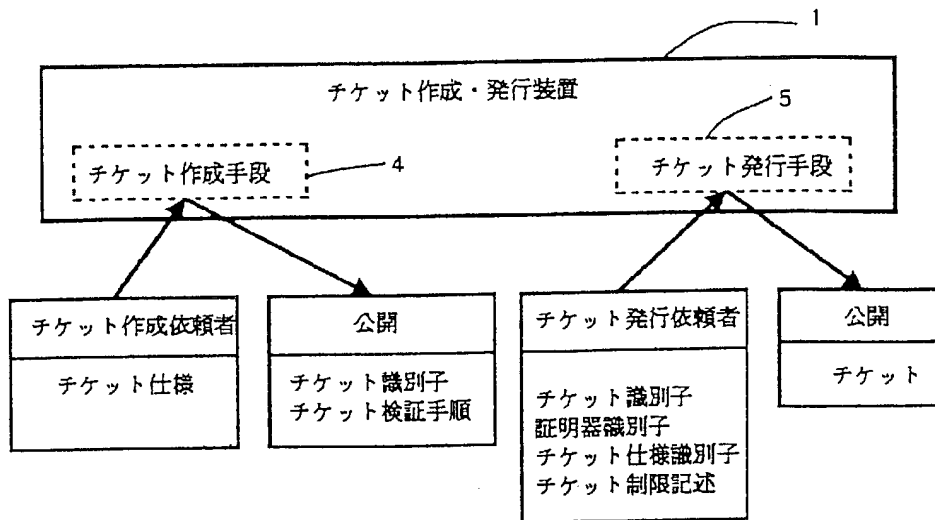 1
チケット作成・発行装置
5
チケット作成手段
4
チケット発行手段
チケット作成依頼者
チケット仕様
公開
チケット識別子
チケット検証手順
チケット発行依頼者
チケット識別子
証明器識別子
チケット仕様識別子
チケット制限記述
公開
チケット